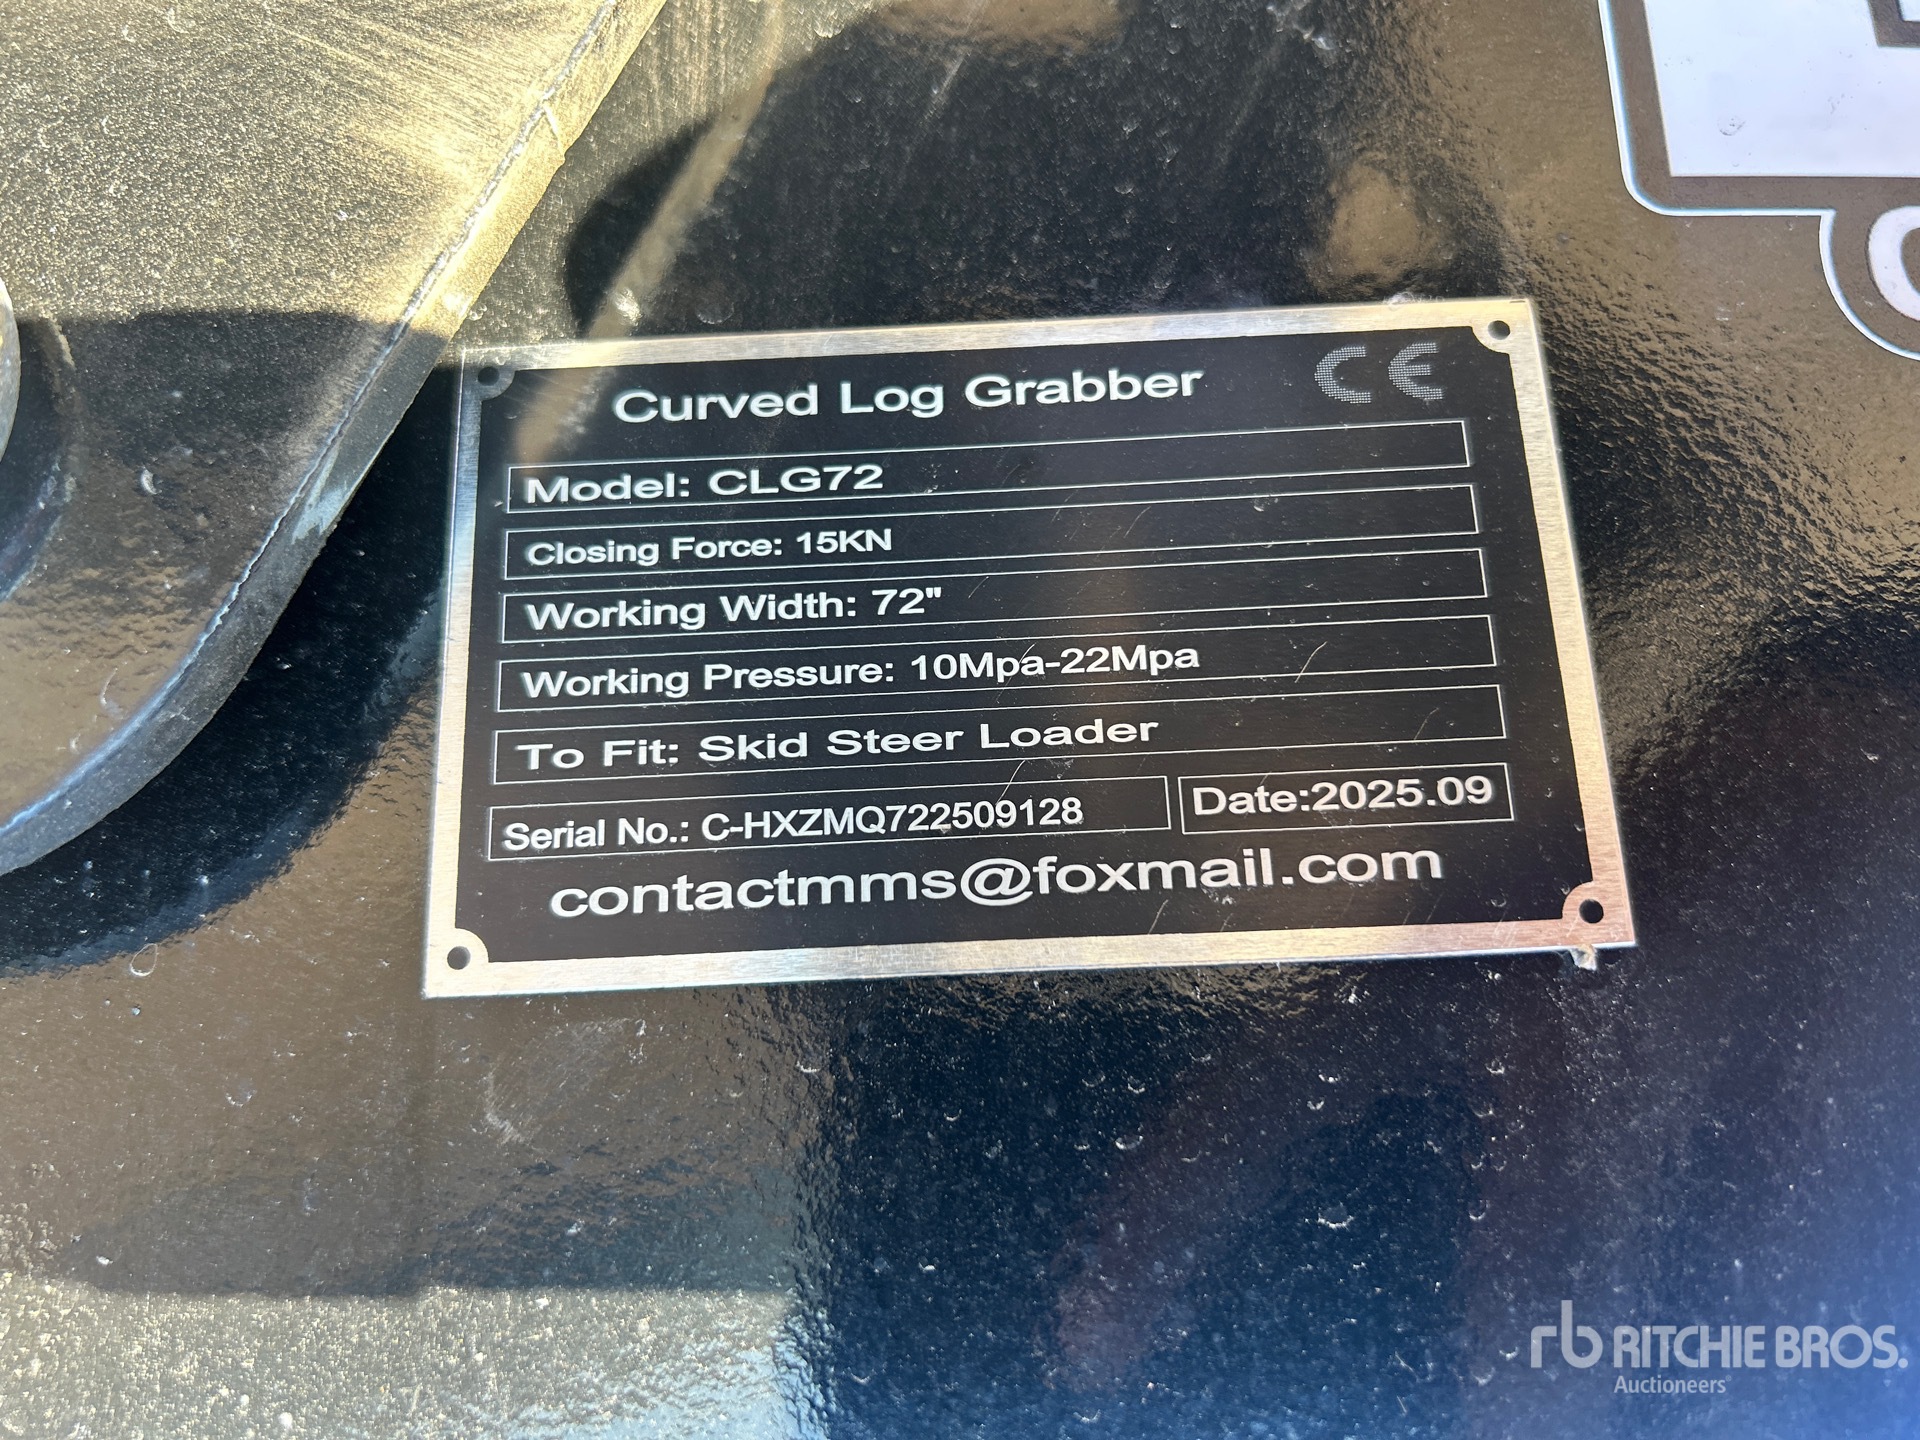 Curved Log Grabber CE
Model: CLG72
Closing Force: 15KN
Working Width: 72"
Working Pressure: 10Mpa-22Mpa
To Fit: Skid Steer Loader
Serial No.: C-HXZMQ722509128 Date:2025.09
contactmms@foxmail.com
rb RITCHIE BROS.
Auctioneers